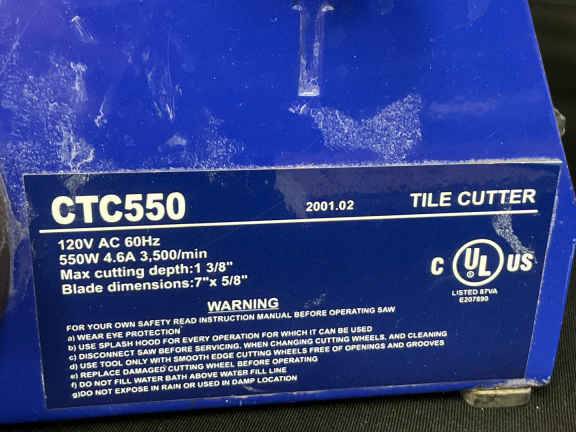 CTC550 2001.02 TILE CUTTER
120V AC 60Hz
550W 4.6A 3,500/min
Max cutting depth:1 3/8"
Blade dimensions:7"x 5/8"
C UL US
LISTED 87VA
E207890
WARNING
FOR YOUR OWN SAFETY READ INSTRUCTION MANUAL BEFORE OPERATING SAW
a) WEAR EYE PROTECTION
b) USE SPLASH HOOD FOR EVERY OPERATION FOR WHICH IT CAN BE USED
c) DISCONNECT SAW BEFORE SERVICING, WHEN CHANGING CUTTING WHEELS, AND CLEANING
d) USE TOOL ONLY WITH SMOOTH EDGE CUTTING WHEELS FREE OF OPENINGS AND GROOVES
e) REPLACE DAMAGED CUTTING WHEEL BEFORE OPERATING
f) DO NOT FILL WATER BATH ABOVE WATER FILL LINE
g)DO NOT EXPOSE IN RAIN OR USED IN DAMP LOCATION